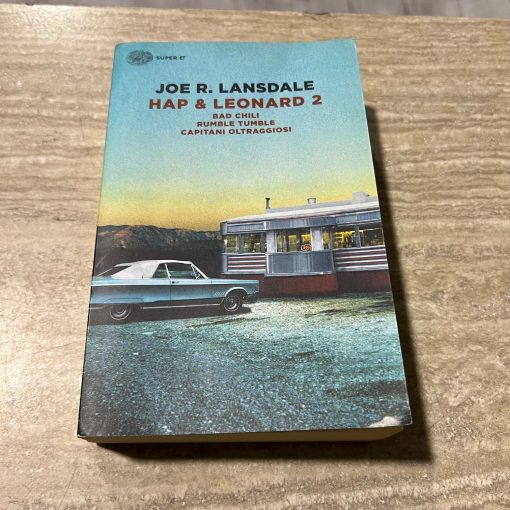 SUPER ET
JOE R. LANSDALE
HAP & LEONARD 2
BAD CHILI
RUMBLE TUMBLE
CAPITANI OLTRAGGIOSI